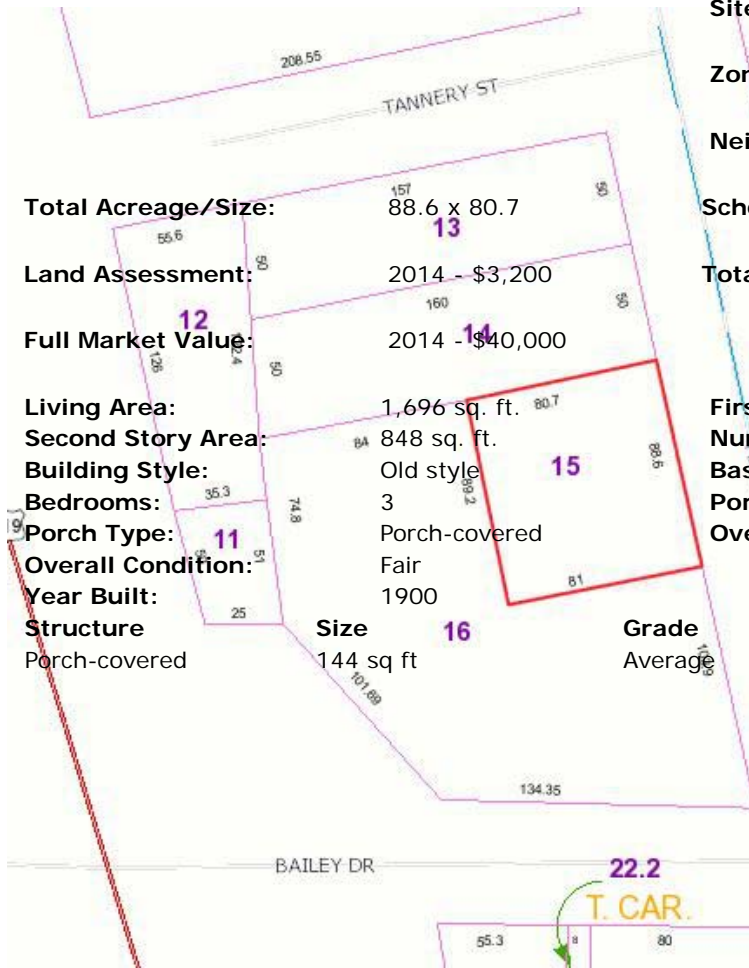 Site
208.55
Zor
TANNERY ST
Nei
157
50
Total Acreage/Size: 88.6 x 80.7 Sch
13
55.6
50
Land Assessment: 2014 - $3,200 Tota
160
50
12
14
Full Market Value: 2014 - $40,000
126
50
Living Area: 1,696 sq. ft. Firs
80.7
Second Story Area: 848 sq. ft. Nu
84
88.6
Building Style: Old style Bas
15
89.2
35.3
Bedrooms: 3 Por
74.8
9
Porch Type: Porch-covered Ove
11
51
Overall Condition: Fair
81
Year Built: 1900
25
Structure Size Grade
16
Porch-covered 144 sq ft Average
101.69
134.35
BAILEY DR
22.2
T. CAR.
55.3
8
80